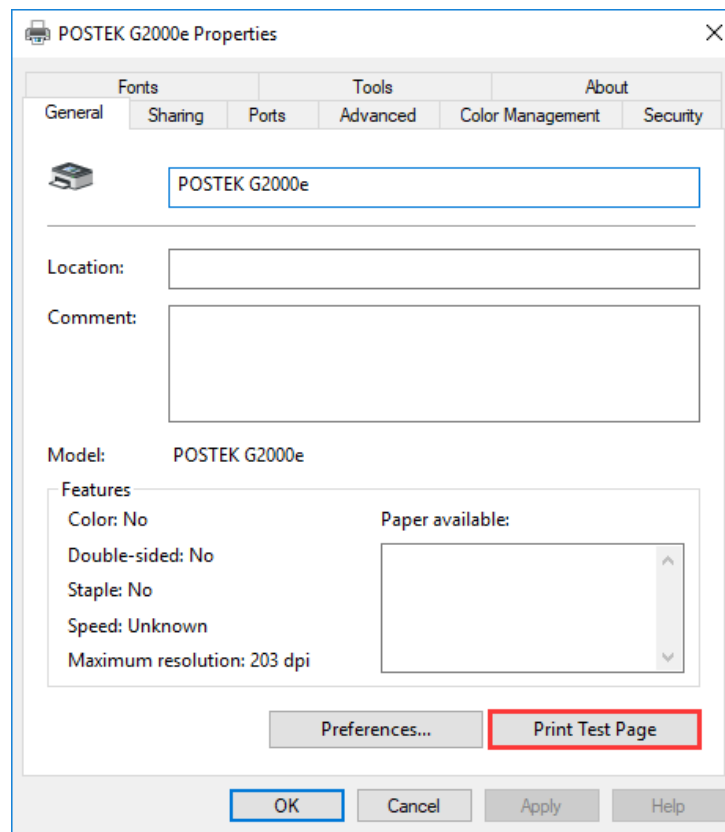 POSTEK G2000e Properties
Fonts Tools About
General Sharing Ports Advanced Color Management Security
POSTEK G2000e
Location:
Comment:
Model: POSTEK G2000e
Features
Color: No
Paper available:
Double-sided: No
Staple: No
Speed: Unknown
Maximum resolution: 203 dpi
Preferences... Print Test Page
OK Cancel Apply Help